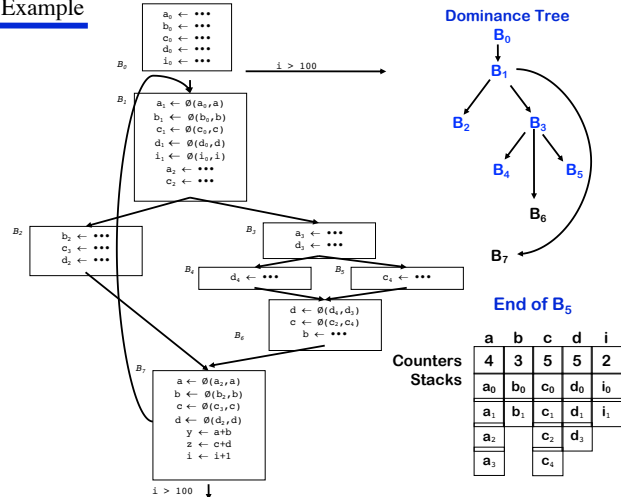 Example
B0
a0 ← •••
b0 ← •••
c0 ← •••
d0 ← •••
i0 ← •••
i > 100
B1
a1 ← Ø(a0,a)
b1 ← Ø(b0,b)
c1 ← Ø(c0,c)
d1 ← Ø(d0,d)
i1 ← Ø(i0,i)
a2 ← •••
c2 ← •••
B2
b2 ← •••
c3 ← •••
d2 ← •••
B3
a3 ← •••
d3 ← •••
B4
d4 ← •••
B5
c4 ← •••
B6
d ← Ø(d4,d3)
c ← Ø(c2,c4)
b ← •••
B7
a ← Ø(a2,a)
b ← Ø(b2,b)
c ← Ø(c3,c)
d ← Ø(d2,d)
y ← a+b
z ← c+d
i ← i+1
i > 100
Dominance Tree
B0
B1
B2
B3
B4
B5
B6
B7
End of B5
a b c d i
Counters 4 3 5 5 2
Stacks a0 b0 c0 d0 i0
a1 b1 c1 d1 i1
a2 c2 d3
a3 c4